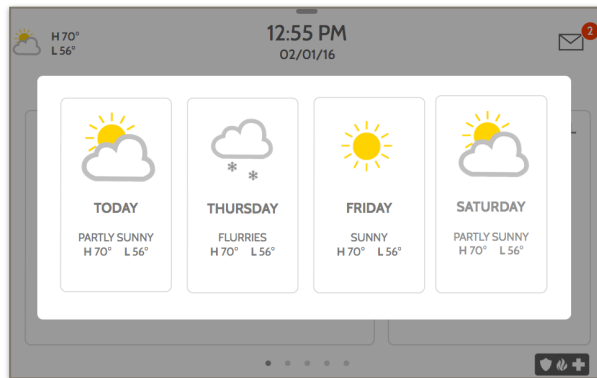 H 70°
L 56°
12:55 PM
02/01/16
2
TODAY
PARTLY SUNNY
H 70° L 56°
THURSDAY
FLURRIES
H 70° L 56°
FRIDAY
SUNNY
H 70° L 56°
SATURDAY
PARTLY SUNNY
H 70° L 56°